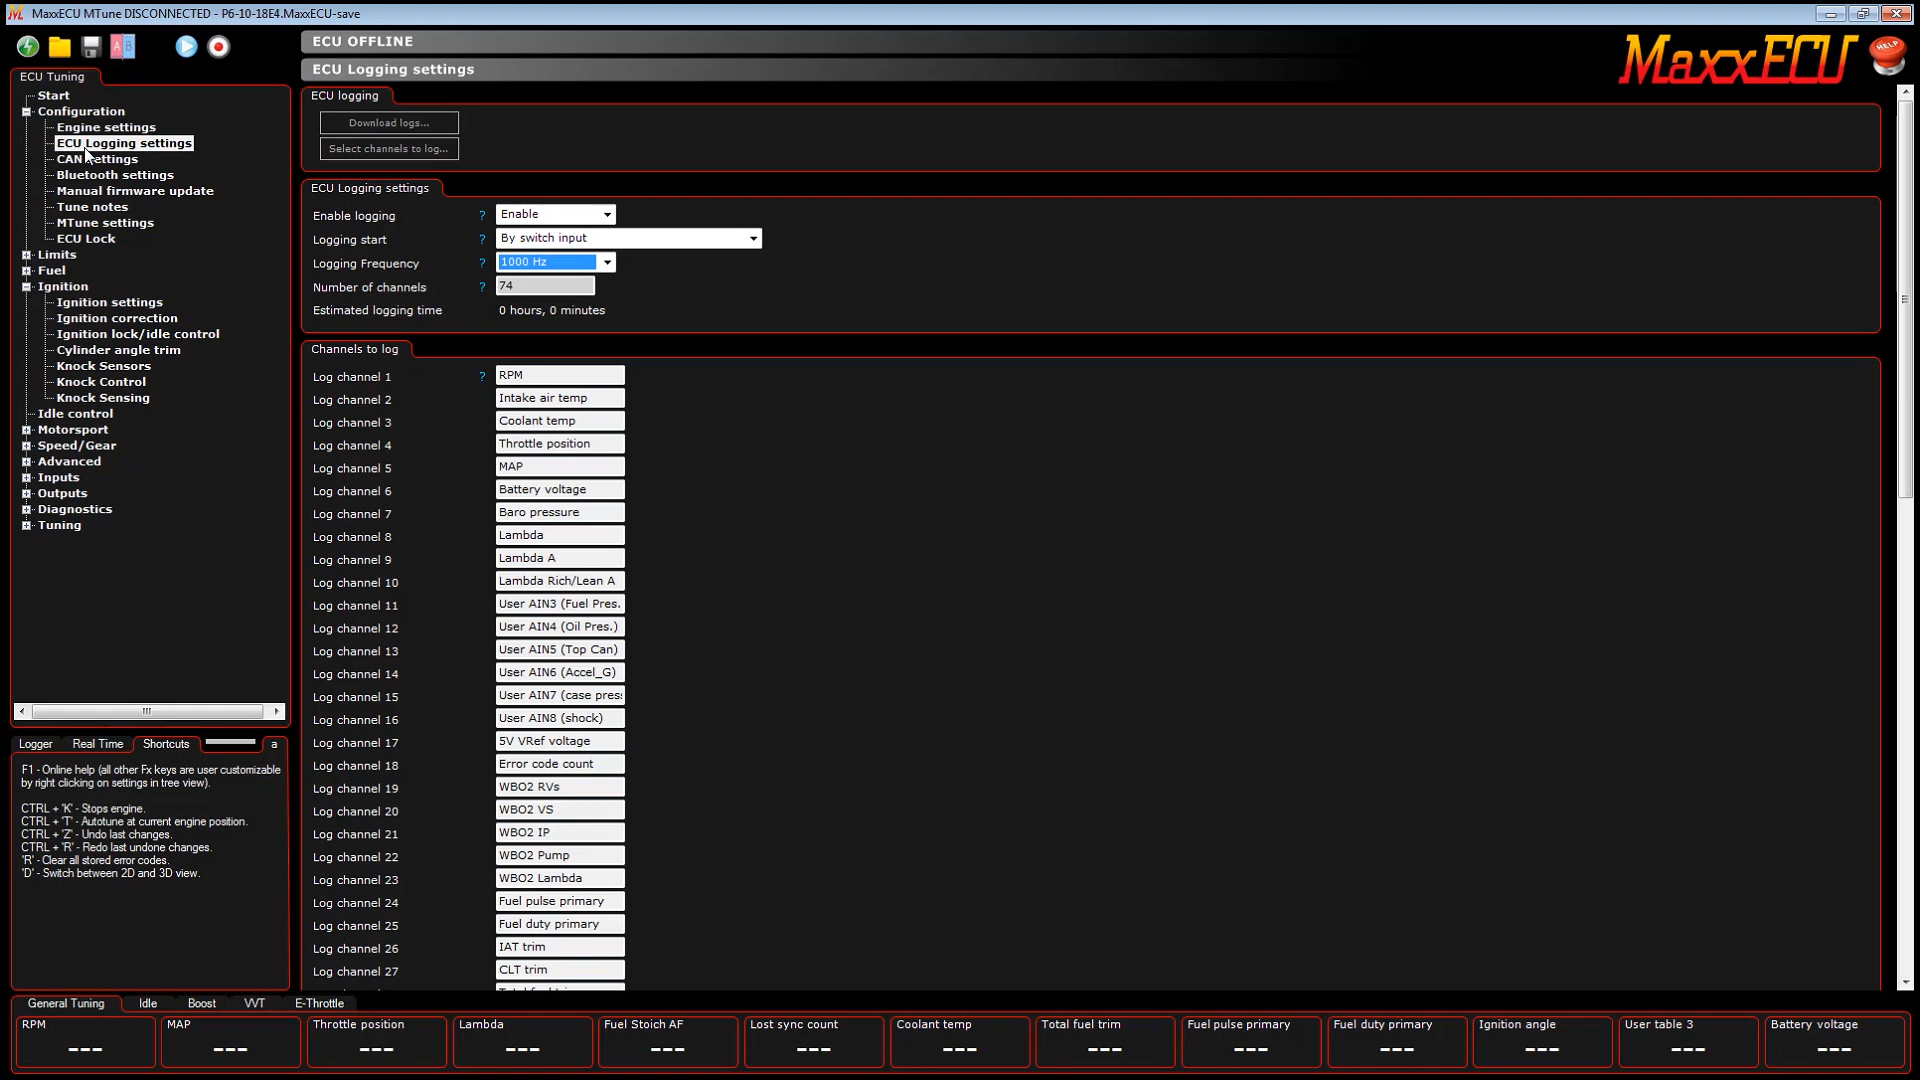 MaxxECU MTune DISCONNECTED - P6-10-18E4.MaxxECU-save
ECU OFFLINE
ECU Logging settings
MaxxECU
HELP
ECU Tuning
Start
Configuration
Engine settings
ECU Logging settings
CAN settings
Bluetooth settings
Manual firmware update
Tune notes
MTune settings
ECU Lock
Limits
Fuel
Ignition
Ignition settings
Ignition correction
Ignition lock/idle control
Cylinder angle trim
Knock Sensors
Knock Control
Knock Sensing
Idle control
Motorsport
Speed/Gear
Advanced
Inputs
Outputs
Diagnostics
Tuning
ECU logging
Download logs...
Select channels to log...
ECU Logging settings
Enable logging ? Enable
Logging start ? By switch input
Logging Frequency ? 1000 Hz
Number of channels ? 74
Estimated logging time 0 hours, 0 minutes
Channels to log
Log channel 1 ? RPM
Log channel 2 Intake air temp
Log channel 3 Coolant temp
Log channel 4 Throttle position
Log channel 5 MAP
Log channel 6 Battery voltage
Log channel 7 Baro pressure
Log channel 8 Lambda
Log channel 9 Lambda A
Log channel 10 Lambda Rich/Lean A
Log channel 11 User AIN3 (Fuel Pres.
Log channel 12 User AIN4 (Oil Pres.)
Log channel 13 User AIN5 (Top Can)
Log channel 14 User AIN6 (Accel_G)
Log channel 15 User AIN7 (case pres
Log channel 16 User AIN8 (shock)
Log channel 17 5V VRef voltage
Log channel 18 Error code count
Log channel 19 WBO2 RVs
Log channel 20 WBO2 VS
Log channel 21 WBO2 IP
Log channel 22 WBO2 Pump
Log channel 23 WBO2 Lambda
Log channel 24 Fuel pulse primary
Log channel 25 Fuel duty primary
Log channel 26 IAT trim
Log channel 27 CLT trim
Logger Real Time Shortcuts a
F1 - Online help (all other Fx keys are user customizable
by right clicking on settings in tree view).
CTRL + 'K' - Stops engine.
CTRL + 'T' - Autotune at current engine position.
CTRL + 'Z' - Undo last changes.
CTRL + 'R' - Redo last undone changes.
'R' - Clear all stored error codes.
'D' - Switch between 2D and 3D view.
General Tuning Idle Boost VVT E-Throttle
RPM MAP Throttle position Lambda Fuel Stoich AF Lost sync count Coolant temp Total fuel trim Fuel pulse primary Fuel duty primary Ignition angle User table 3 Battery voltage
--- --- --- --- --- --- --- --- --- --- --- --- ---